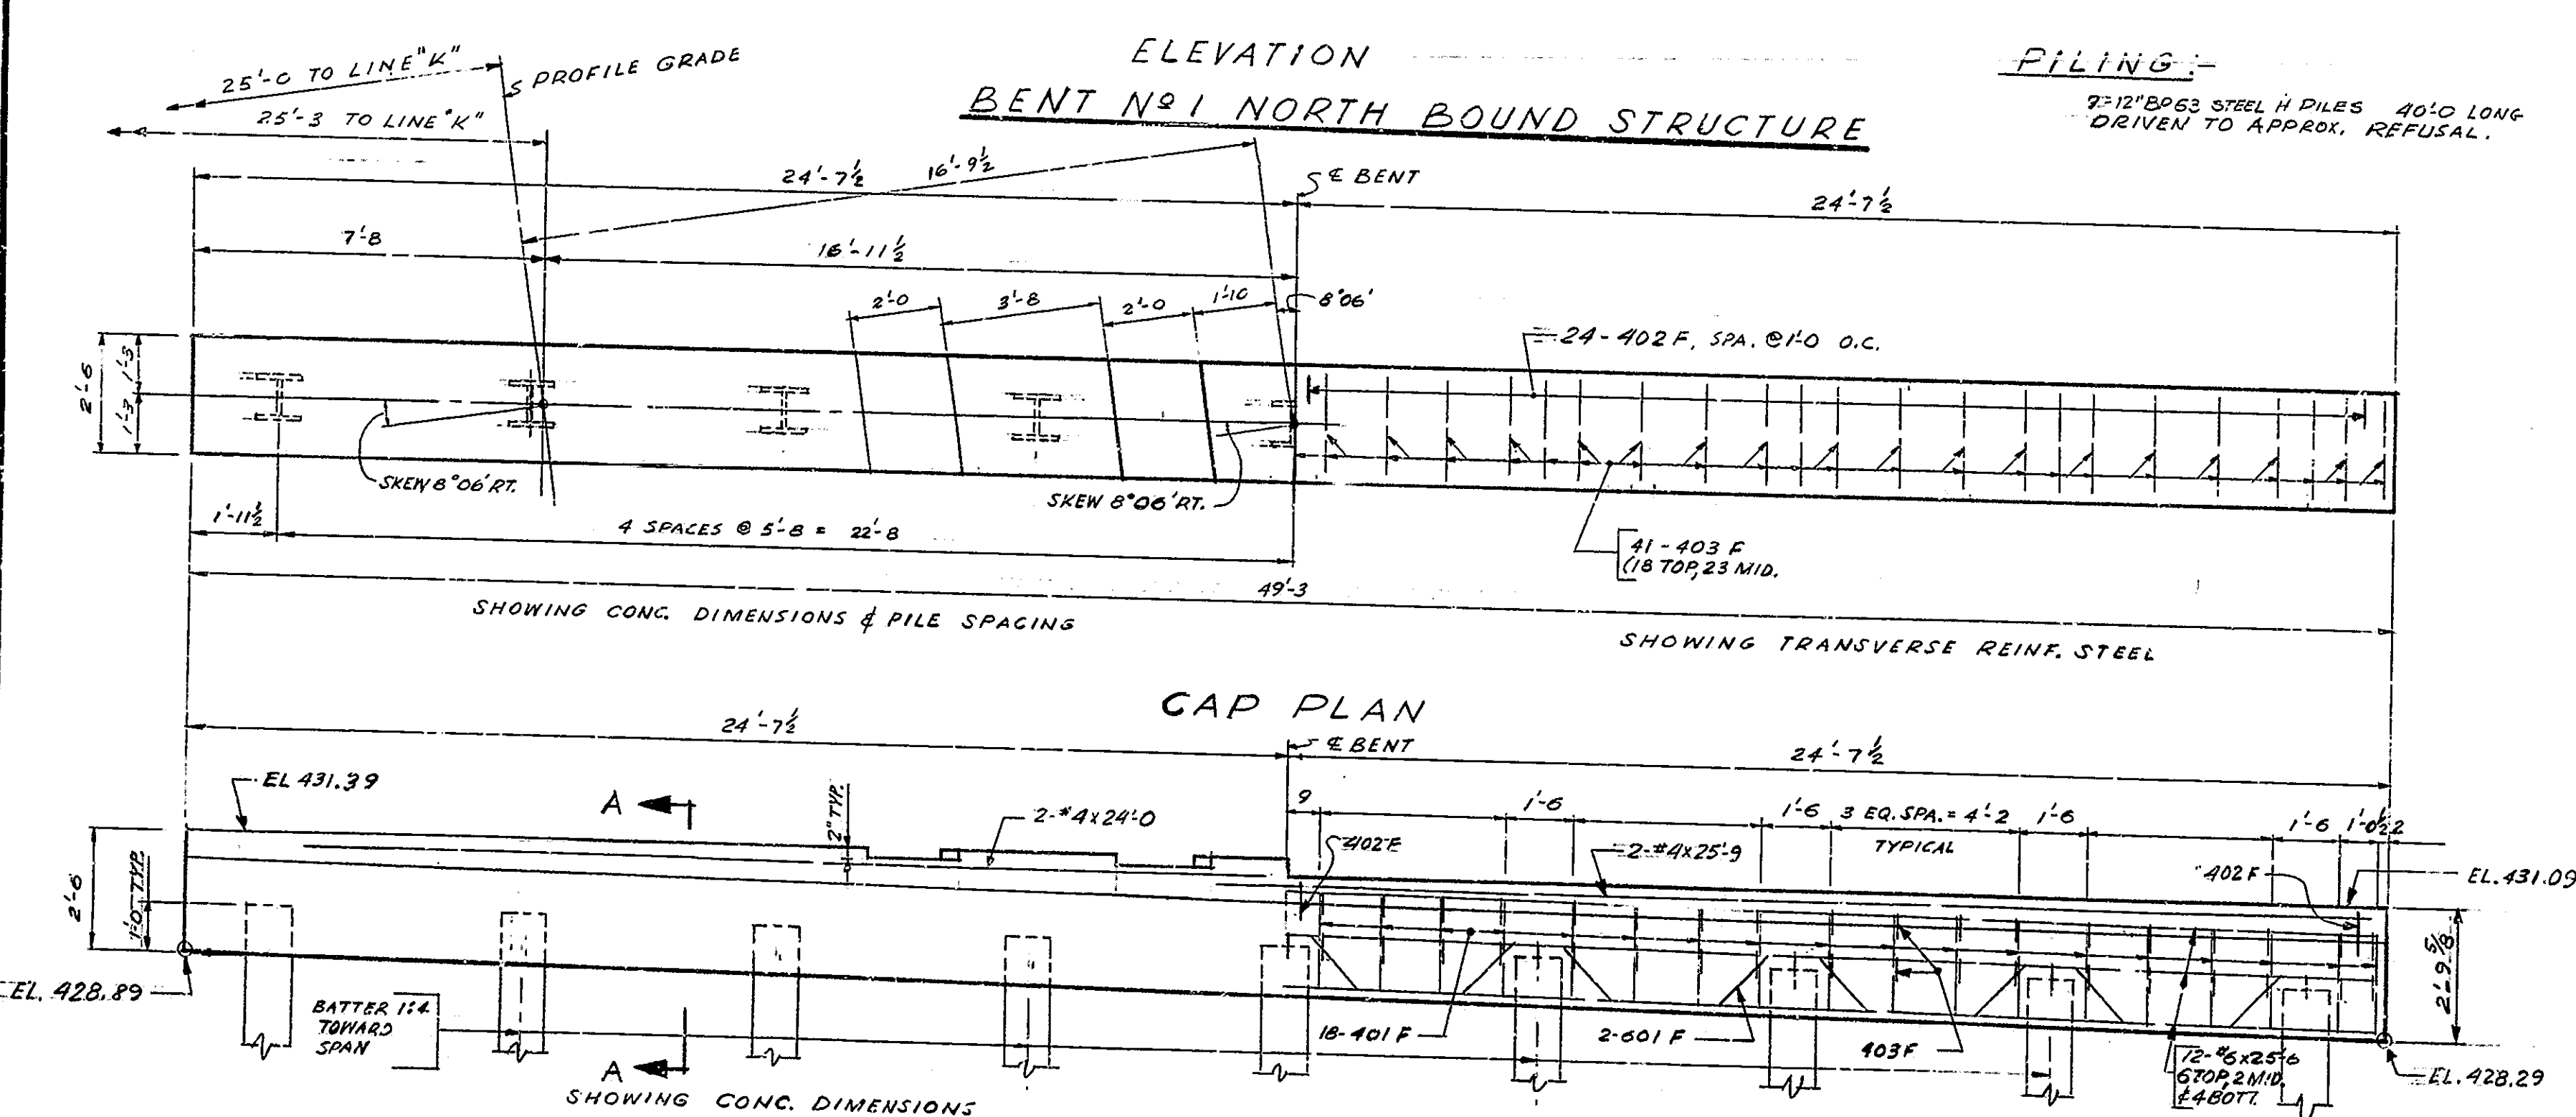 ELEVATION
BENT Nº 1 NORTH BOUND STRUCTURE
PILING:-
9-12"BP63 STEEL H PILES 40'-0 LONG
DRIVEN TO APPROX. REFUSAL.
25'-0 TO LINE "K"
PROFILE GRADE
25'-3 TO LINE "K"
24'-7½
16'-9½
℄ BENT
24'-7½
7'-8
16'-11½
2'-0
3'-8
2'-0
1'-10
8°06'
24-402 F, SPA. @ 1'-0 O.C.
2'-6
1'-3
1'-3
SKEW 8°06' RT.
SKEW 8°06' RT.
1'-11½
4 SPACES @ 5'-8 = 22'-8
41-403 F
(18 TOP, 23 MID.
49'-3
SHOWING CONC. DIMENSIONS & PILE SPACING
SHOWING TRANSVERSE REINF. STEEL
CAP PLAN
24'-7½
℄ BENT
24'-7½
EL 431.39
A
2" TYP.
2-#4x24'-0
9
1'-6
1'-6
3 EQ. SPA. = 4'-2
1'-6
1'-6
1'-0½
2
TYPICAL
402F
2-#4x25'-9
402F
EL. 431.09
2'-6
1'-0 TYP.
2'-9⅝
EL. 428.89
BATTER 1:4
TOWARD
SPAN
A
18-401 F
2-601 F
403F
12-#6x25'-6
6 TOP, 2 MID.
& 4 BOTT.
EL. 428.29
SHOWING CONC. DIMENSIONS